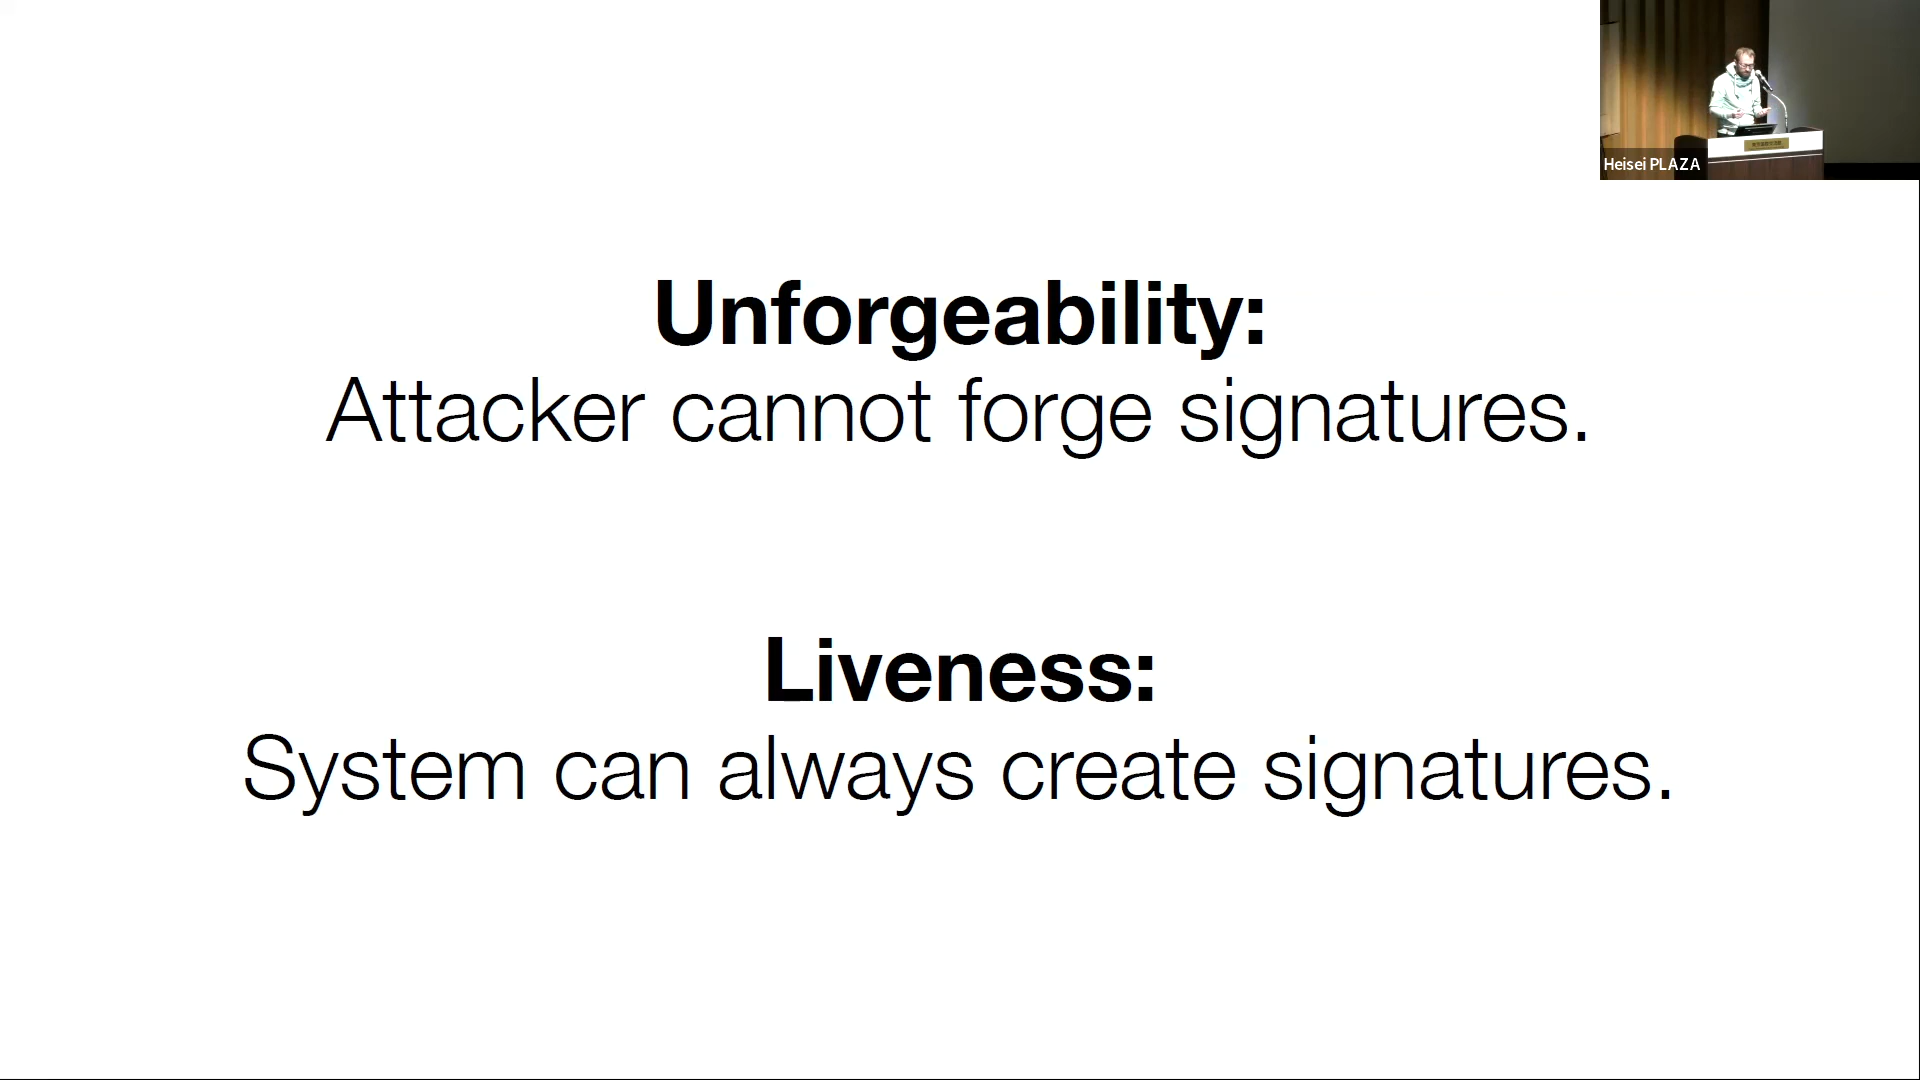 Unforgeability:
Attacker cannot forge signatures.
Liveness:
System can always create signatures.
Heisei PLAZA